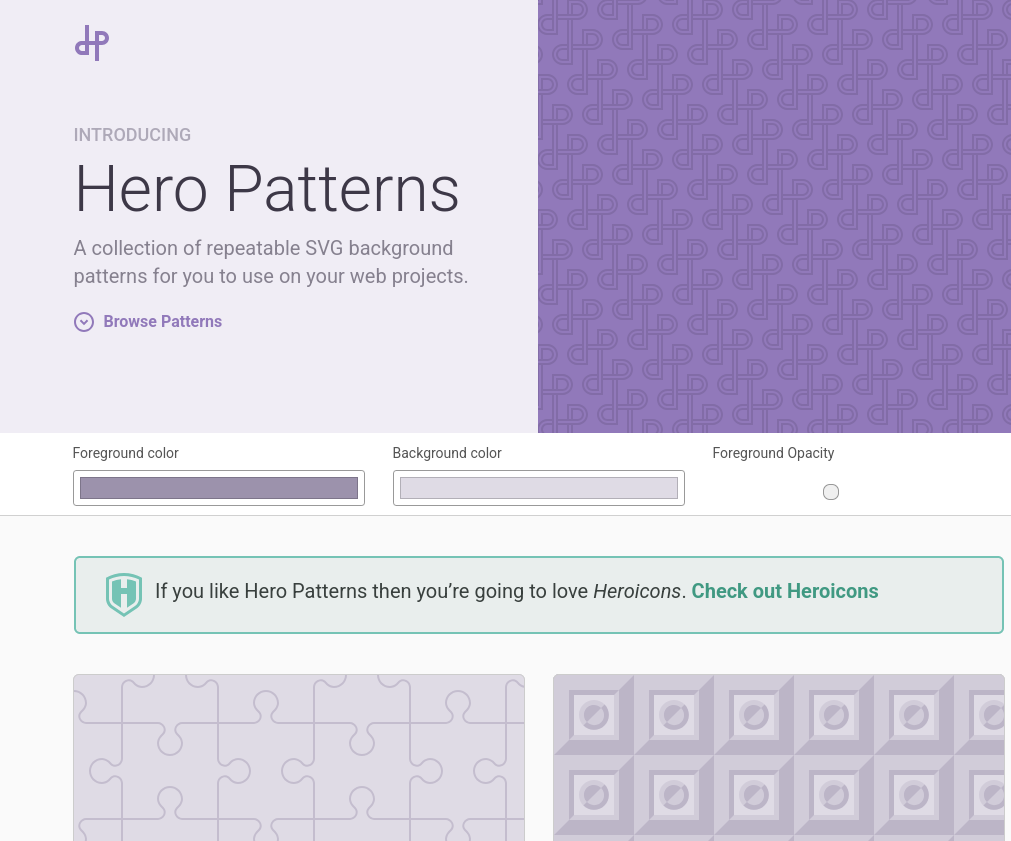 INTRODUCING
Hero Patterns
A collection of repeatable SVG background
patterns for you to use on your web projects.
Browse Patterns
Foreground color
Background color
Foreground Opacity
If you like Hero Patterns then you’re going to love Heroicons. Check out Heroicons